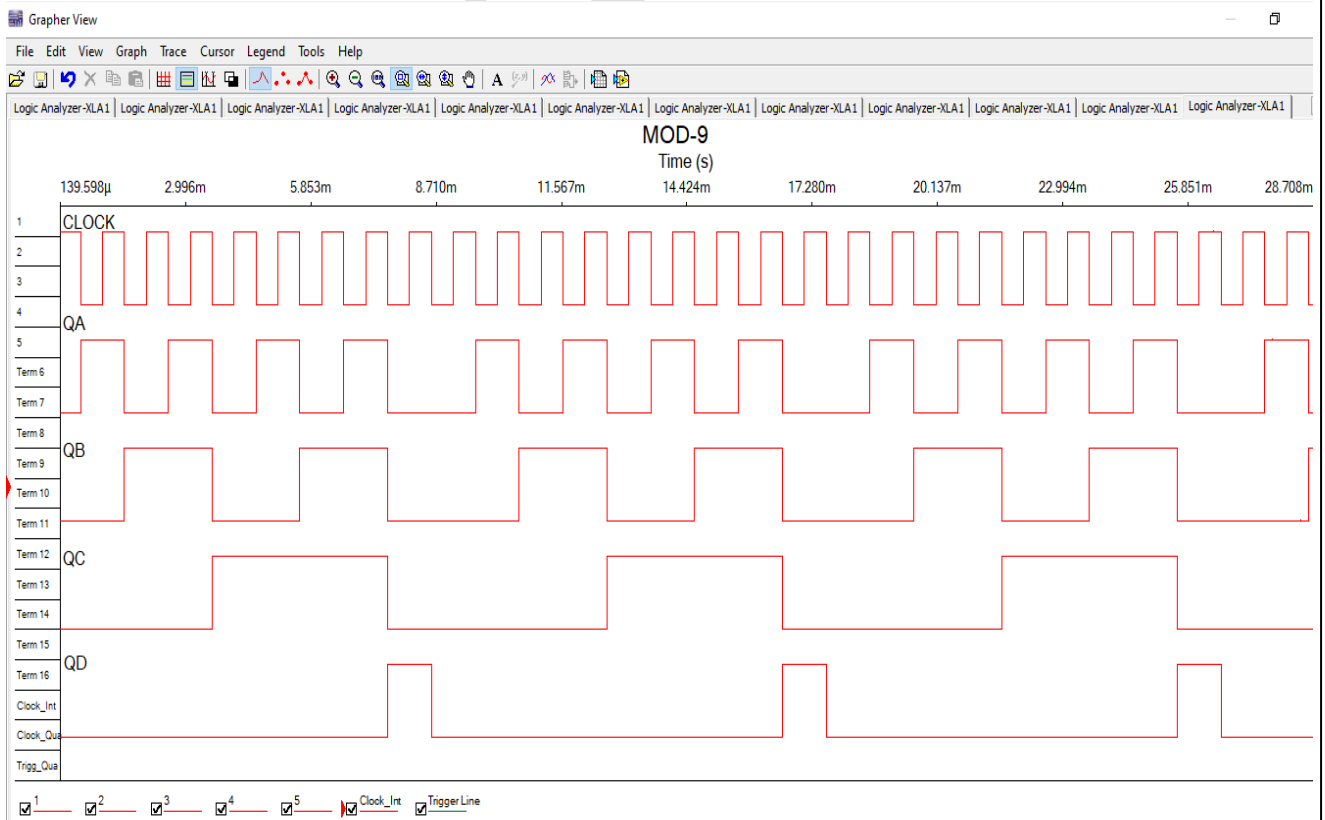 Grapher View
File Edit View Graph Trace Cursor Legend Tools Help
A
Logic Analyzer-XLA1 Logic Analyzer-XLA1 Logic Analyzer-XLA1 Logic Analyzer-XLA1 Logic Analyzer-XLA1 Logic Analyzer-XLA1 Logic Analyzer-XLA1 Logic Analyzer-XLA1 Logic Analyzer-XLA1 Logic Analyzer-XLA1 Logic Analyzer-XLA1 Logic Analyzer-XLA1
MOD-9
Time (s)
139.598µ 2.996m 5.853m 8.710m 11.567m 14.424m 17.280m 20.137m 22.994m 25.851m 28.708m
1 CLOCK
2
3
4
QA
5
Term 6
Term 7
Term 8
QB
Term 9
Term 10
Term 11
Term 12 QC
Term 13
Term 14
Term 15
QD
Term 16
Clock_Int
Clock_Qua
Trigg_Qua
1 2 3 4 5 Clock_Int Trigger Line